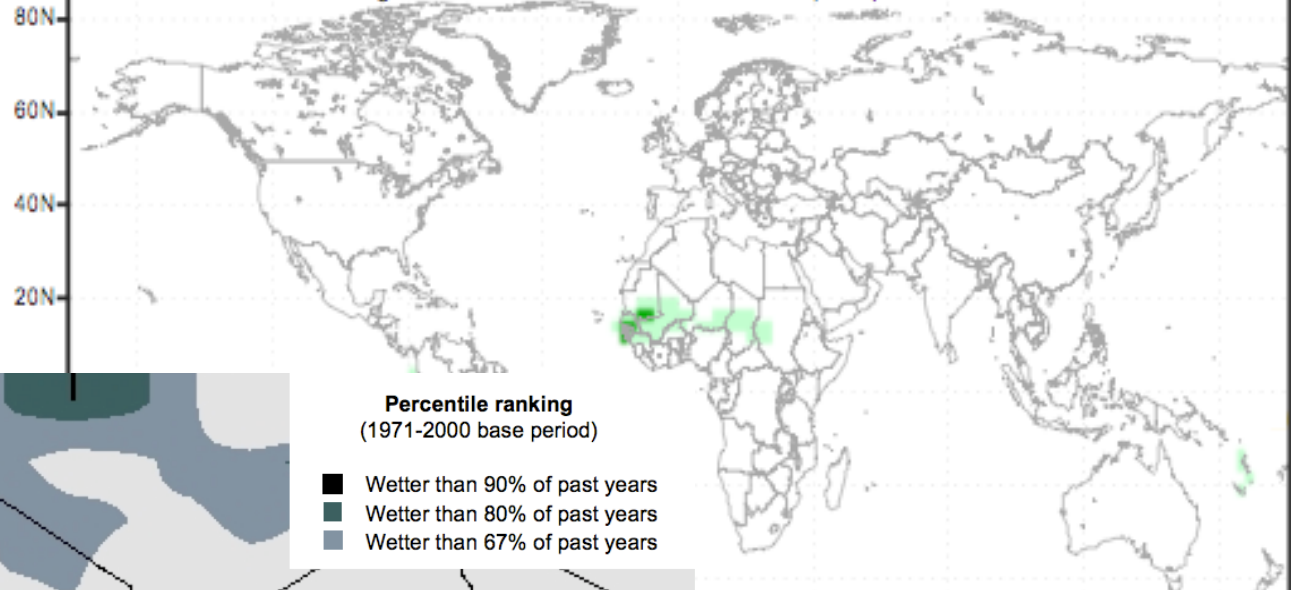 80N
60N
40N
20N
Percentile ranking
(1971-2000 base period)
Wetter than 90% of past years
Wetter than 80% of past years
Wetter than 67% of past years